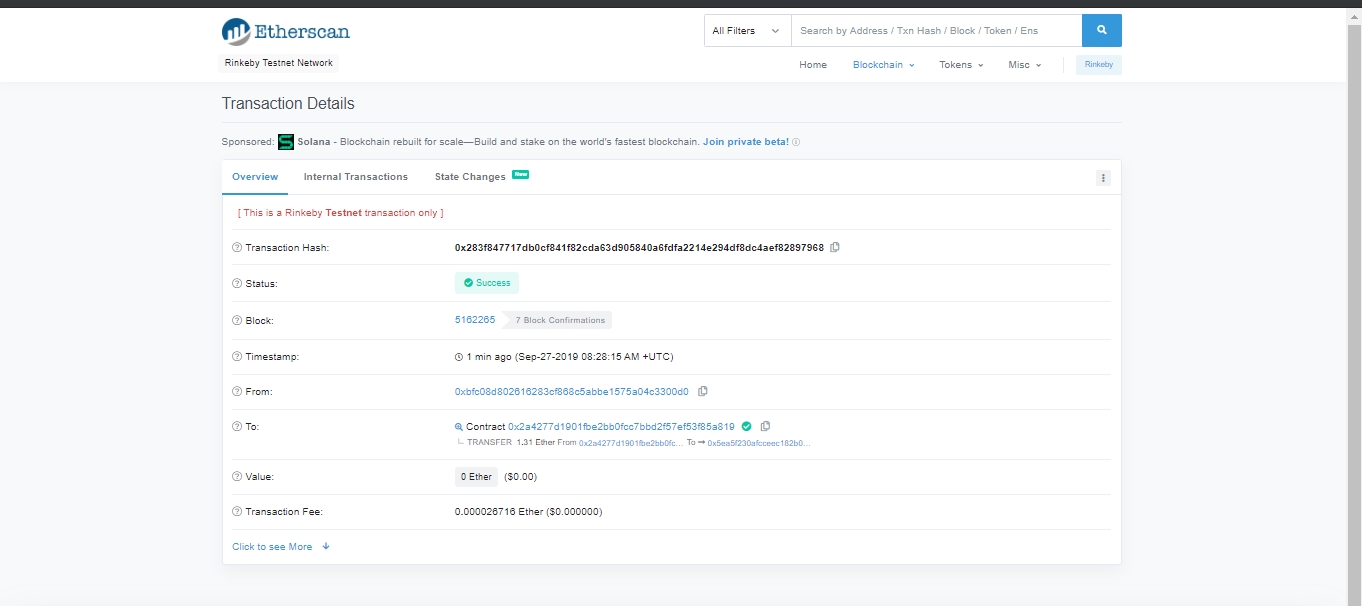 Etherscan
All Filters
Search by Address / Txn Hash / Block / Token / Ens
Rinkeby Testnet Network
Home Blockchain Tokens Misc Rinkeby
Transaction Details
Sponsored: Solana - Blockchain rebuilt for scale—Build and stake on the world's fastest blockchain. Join private beta!
Overview Internal Transactions State Changes New
[ This is a Rinkeby Testnet transaction only ]
Transaction Hash: 0x283f847717db0cf841f82cda63d905840a6fdfa2214e294df8dc4aef82897968
Status: Success
Block: 5162265 7 Block Confirmations
Timestamp: 1 min ago (Sep-27-2019 08:28:15 AM +UTC)
From: 0xbfc08d802616283cf868c5abbe1575a04c3300d0
To: Contract 0x2a4277d1901fbe2bb0fcc7bbd2f57ef53f85a819
TRANSFER 1.31 Ether From 0x2a4277d1901fbe2bb0fc... To → 0x5ea5f230afcceec182b0...
Value: 0 Ether ($0.00)
Transaction Fee: 0.000026716 Ether ($0.000000)
Click to see More